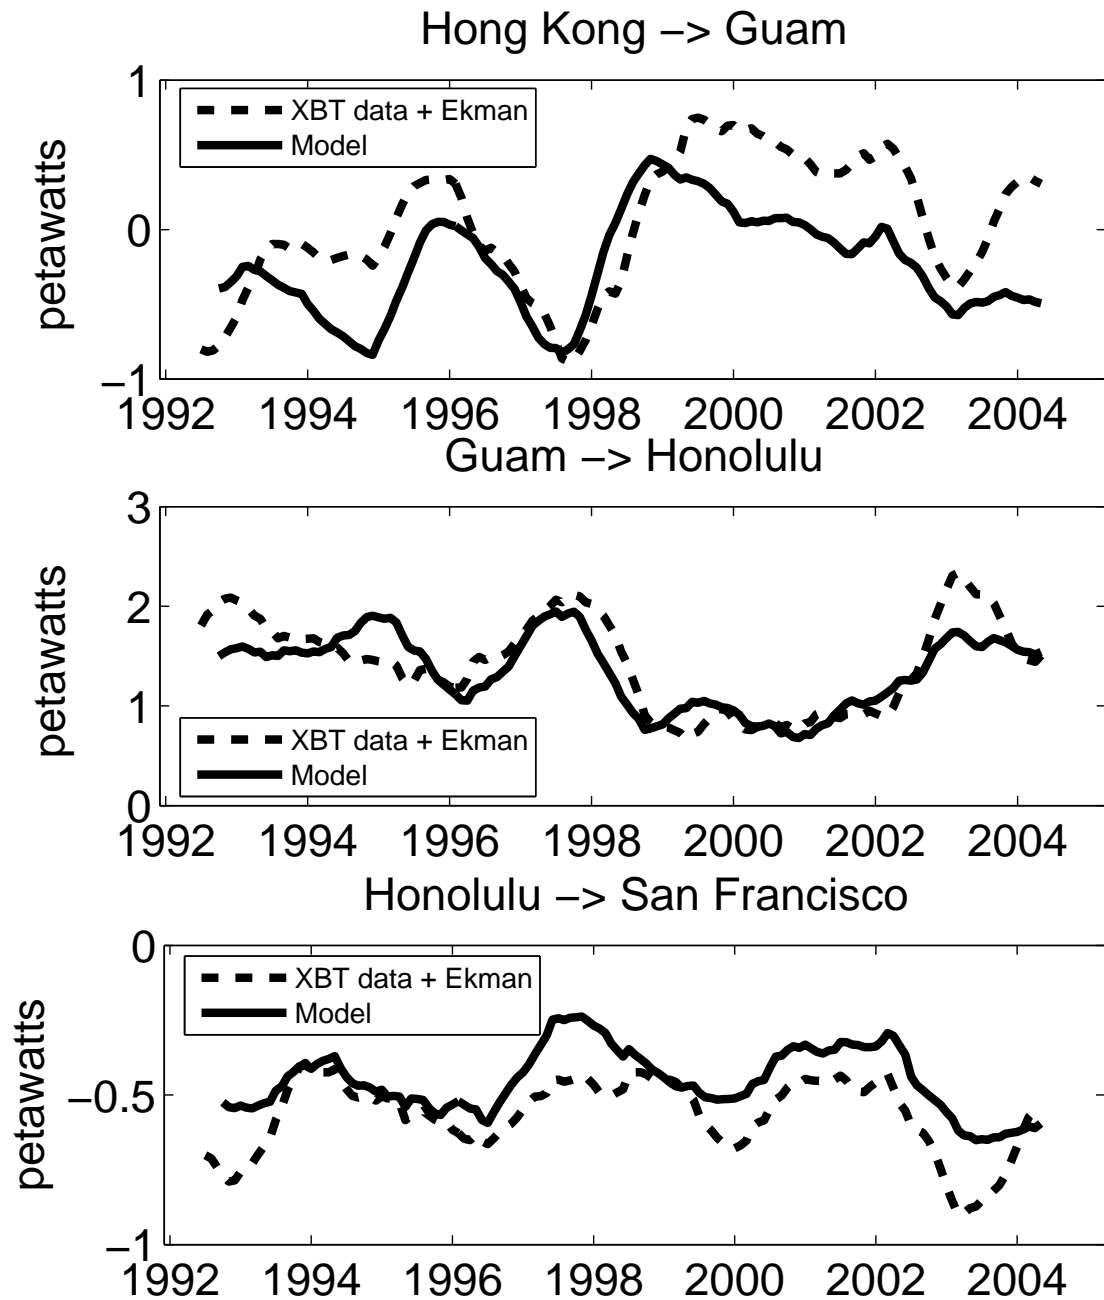 Hong Kong −> Guam
1
XBT data + Ekman
Model
petawatts
0
−1
1992 1994 1996 1998 2000 2002 2004
Guam −> Honolulu
3
2
petawatts
1
XBT data + Ekman
Model
0
1992 1994 1996 1998 2000 2002 2004
Honolulu −> San Francisco
0
XBT data + Ekman
Model
petawatts
−0.5
−1
1992 1994 1996 1998 2000 2002 2004